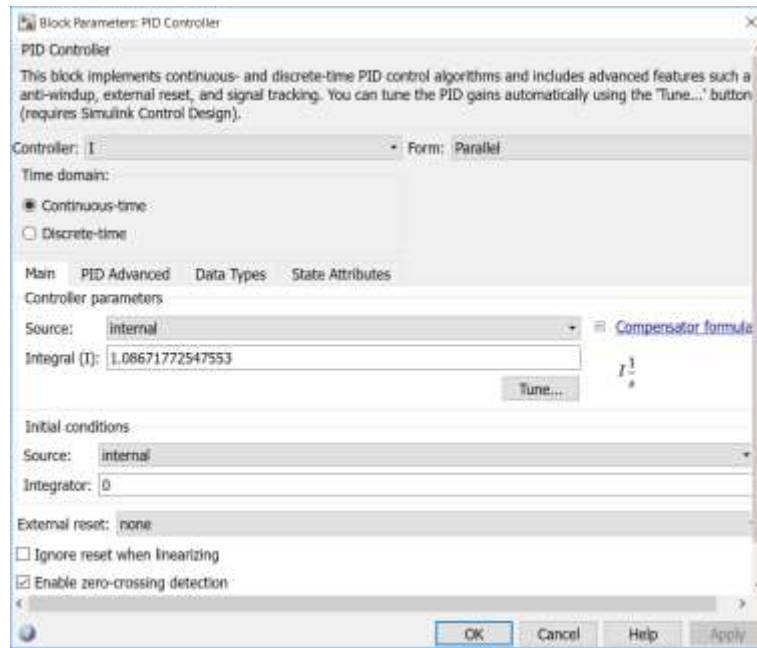 Block Parameters: PID Controller
PID Controller
This block implements continuous- and discrete-time PID control algorithms and includes advanced features such a
anti-windup, external reset, and signal tracking. You can tune the PID gains automatically using the 'Tune...' button
(requires Simulink Control Design).
Controller: I Form: Parallel
Time domain:
Continuous-time
Discrete-time
Main PID Advanced Data Types State Attributes
Controller parameters
Source: internal Compensator formula
Integral (I): 1.08671772547553
I 1/s
Tune...
Initial conditions
Source: internal
Integrator: 0
External reset: none
Ignore reset when linearizing
Enable zero-crossing detection
OK Cancel Help Apply